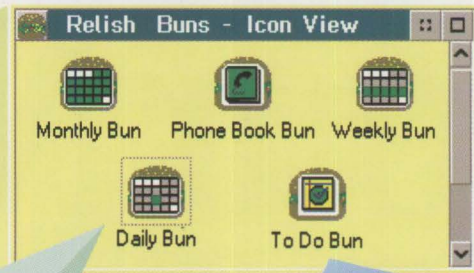 Relish Buns - Icon View
Monthly Bun Phone Book Bun Weekly Bun
Daily Bun To Do Bun